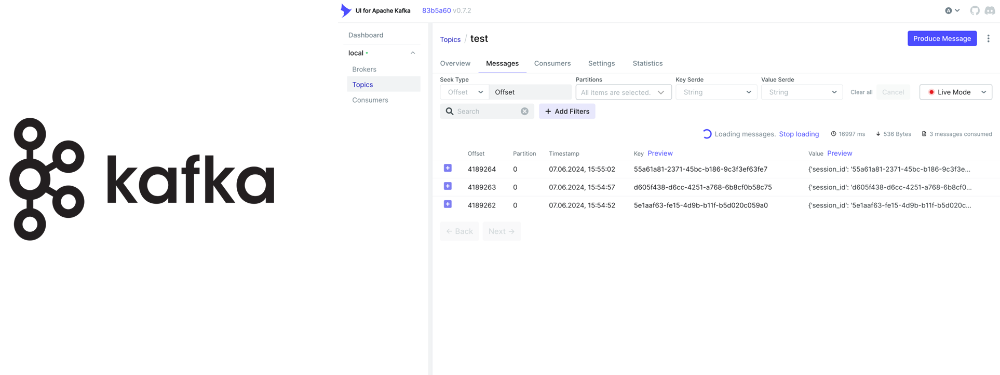 kafka
UI for Apache Kafka 83b5a60 v0.7.2
A
Dashboard
local
Brokers
Topics
Consumers
Topics / test
Produce Message
Overview Messages Consumers Settings Statistics
Seek Type Partitions Key Serde Value Serde
Offset Offset All items are selected. String String Clear all Cancel Live Mode
Search + Add Filters
Loading messages. Stop loading 16997 ms 536 Bytes 3 messages consumed
Offset Partition Timestamp Key Preview Value Preview
4189264 0 07.06.2024, 15:55:02 55a61a81-2371-45bc-b186-9c3f3ef63fe7 {'session_id': '55a61a81-2371-45bc-b186-9c3f3e...
4189263 0 07.06.2024, 15:54:57 d605f438-d6cc-4251-a768-6b8cf0b58c75 {'session_id': 'd605f438-d6cc-4251-a768-6b8cf0...
4189262 0 07.06.2024, 15:54:52 5e1aaf63-fe15-4d9b-b11f-b5d020c059a0 {'session_id': '5e1aaf63-fe15-4d9b-b11f-b5d020c...
← Back Next →